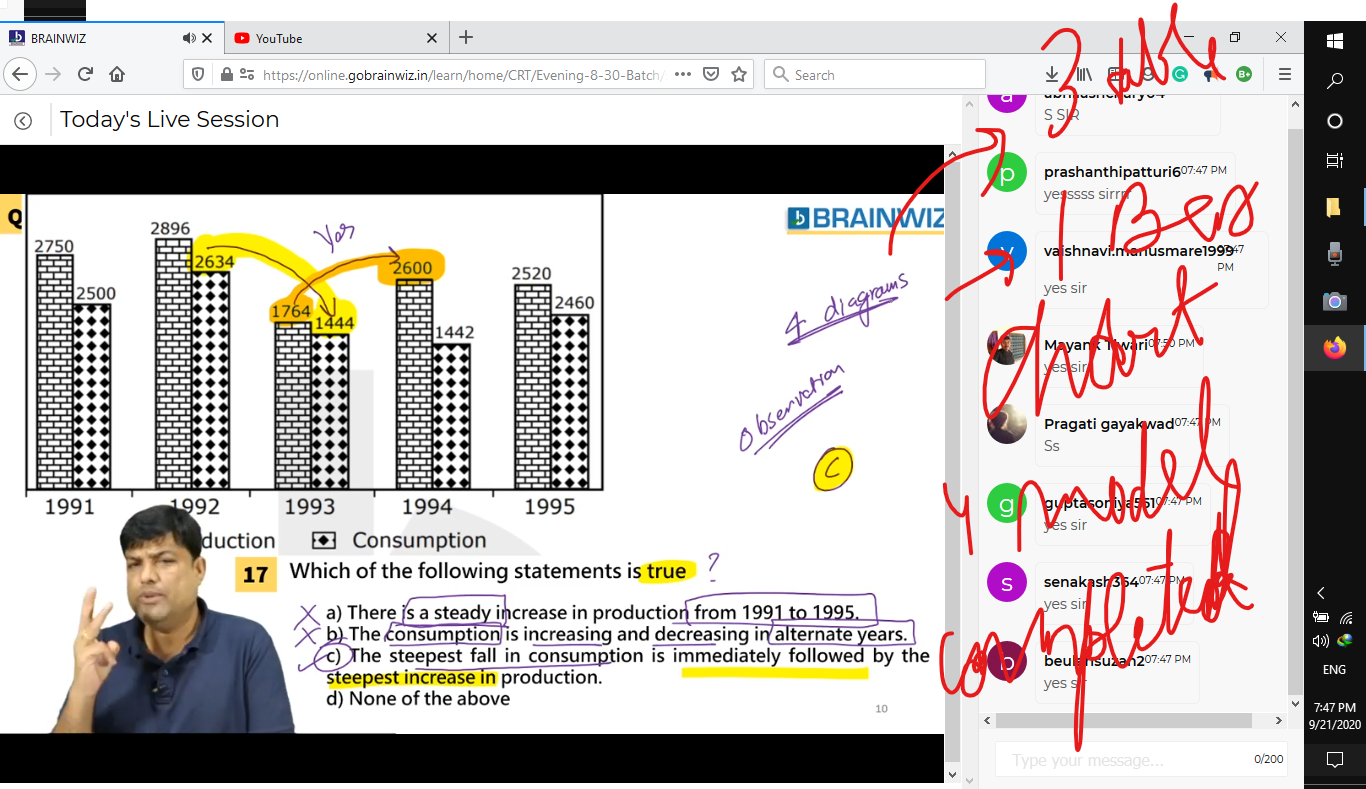 BRAINWIZ
YouTube
https://online.gobrainwiz.in/learn/home/CRT/Evening-8-30-Batch/
Search
Today's Live Session
Q
BRAINWIZ
2750
2500
2896
2634
1764
1444
2600
1442
2520
2460
1991 1992 1993 1994 1995
duction Consumption
4 diagrams
observation
C
17 Which of the following statements is true ?
a) There is a steady increase in production from 1991 to 1995.
b) The consumption is increasing and decreasing in alternate years.
c) The steepest fall in consumption is immediately followed by the
steepest increase in production.
d) None of the above
10
S SIR
prashanthipatturi6 07:47 PM
yesssss sirrr
vaishnavi.manusmare1999 07:47 PM
yes sir
Mayank Tiwari 07:50 PM
yes sir
Pragati gayakwad 07:47 PM
Ss
guptasoniya561 07:47 PM
yes sir
senakash364 07:47 PM
yes sir
beulahsuzan2 07:47 PM
yes sir
Type your message...
0/200
3 table
1 Bar
chart
4 models
completed
ENG
7:47 PM
9/21/2020